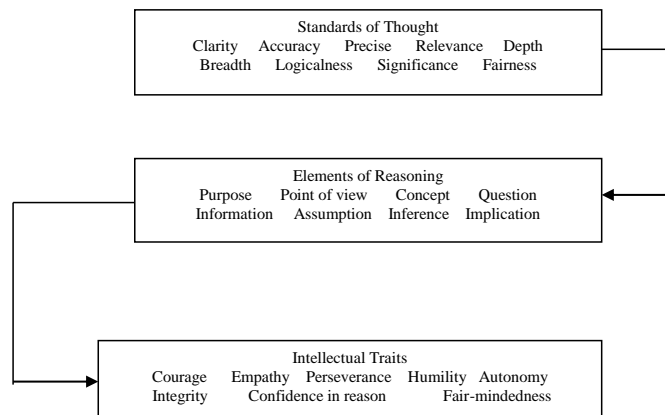 Standards of Thought
Clarity Accuracy Precise Relevance Depth
Breadth Logicalness Significance Fairness
Elements of Reasoning
Purpose Point of view Concept Question
Information Assumption Inference Implication
Intellectual Traits
Courage Empathy Perseverance Humility Autonomy
Integrity Confidence in reason Fair-mindedness